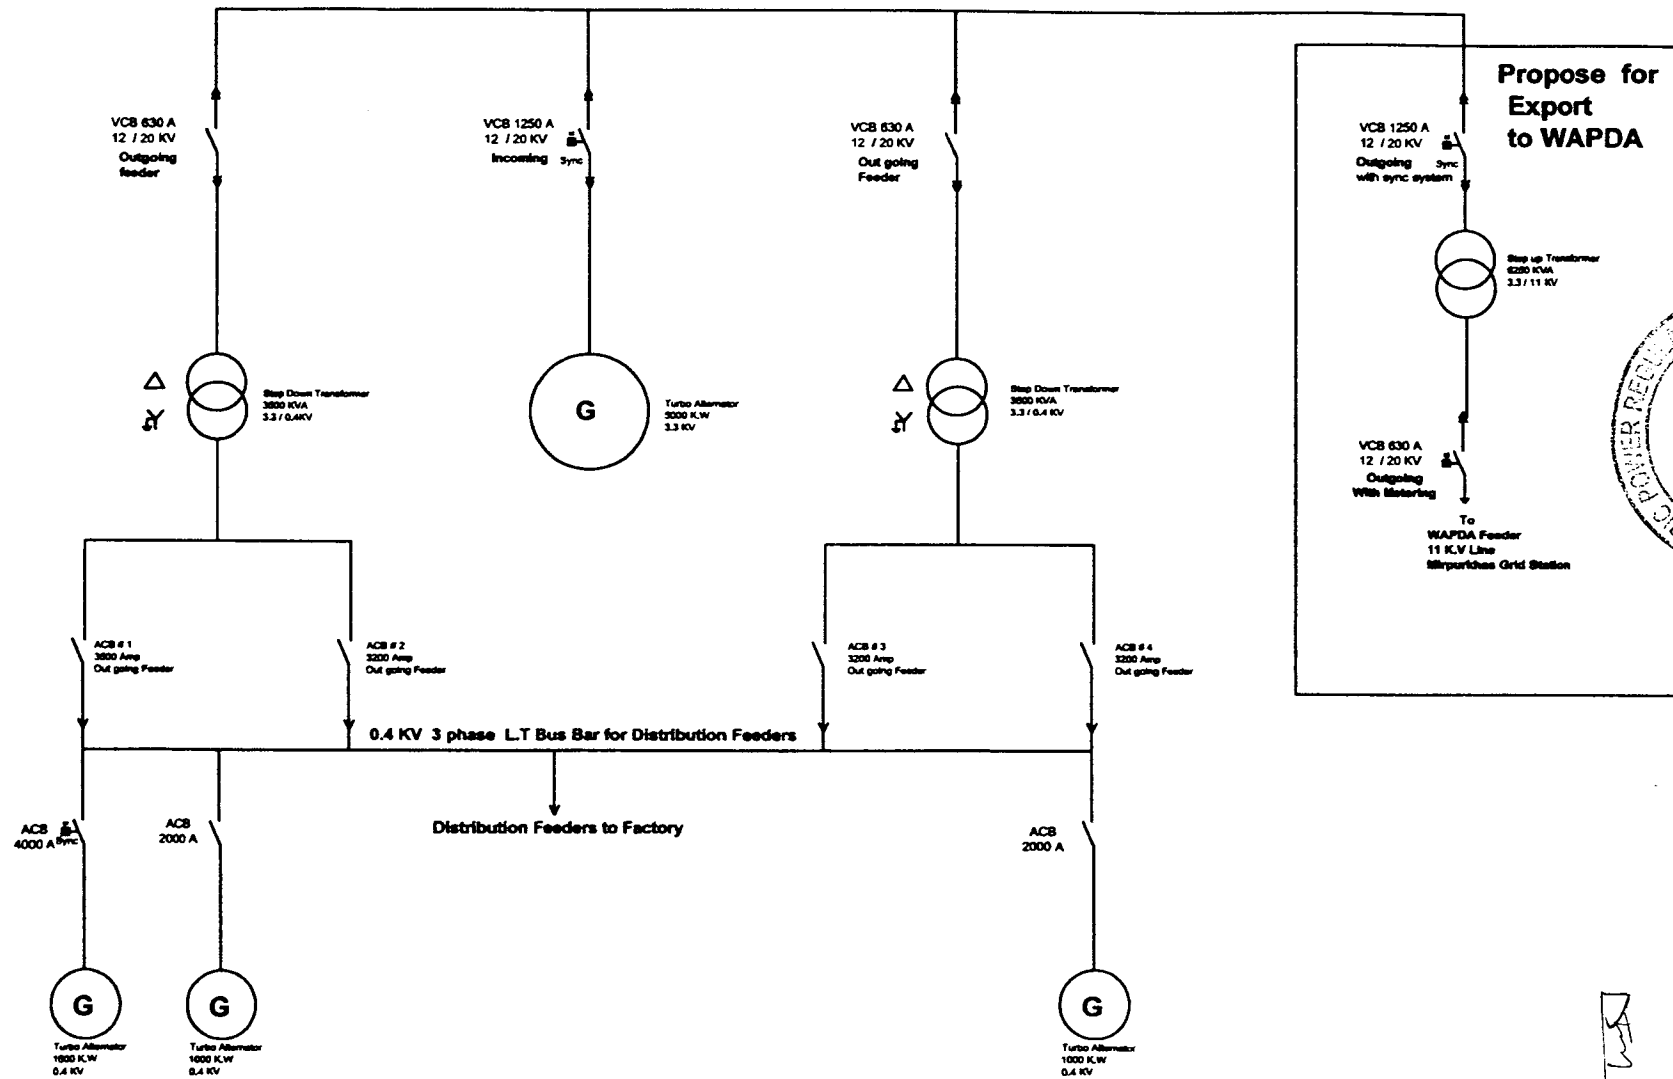 Propose for
Export
to WAPDA
VCB 630 A
12 / 20 KV
Outgoing
feeder
VCB 1250 A
12 / 20 KV
Incoming
Sync
VCB 630 A
12 / 20 KV
Out going
Feeder
VCB 1250 A
12 / 20 KV
Outgoing
Sync
with sync system
Step up Transformer
6250 KVA
3.3 / 11 KV
Step Down Transformer
3600 KVA
3.3 / 0.4KV
G
Turbo Alternator
5000 K.W
3.3 KV
Step Down Transformer
3600 KVA
3.3 / 0.4 KV
VCB 630 A
12 / 20 KV
Outgoing
With Metering
To
WAPDA Feeder
11 K.V Line
Mirpurkhas Grid Station
IC POWER REGU
ACB # 1
3600 Amp
Out going Feeder
ACB # 2
3200 Amp
Out going Feeder
ACB # 3
3200 Amp
Out going Feeder
ACB # 4
3200 Amp
Out going Feeder
0.4 KV 3 phase L.T Bus Bar for Distribution Feeders
ACB
4000 A
Sync
ACB
2000 A
Distribution Feeders to Factory
ACB
2000 A
G
G
G
Turbo Alternator
K.W
0.4 KV
Turbo Alternator
1000 K.W
0.4 KV
Turbo Alternator
1000 K.W
0.4 KV